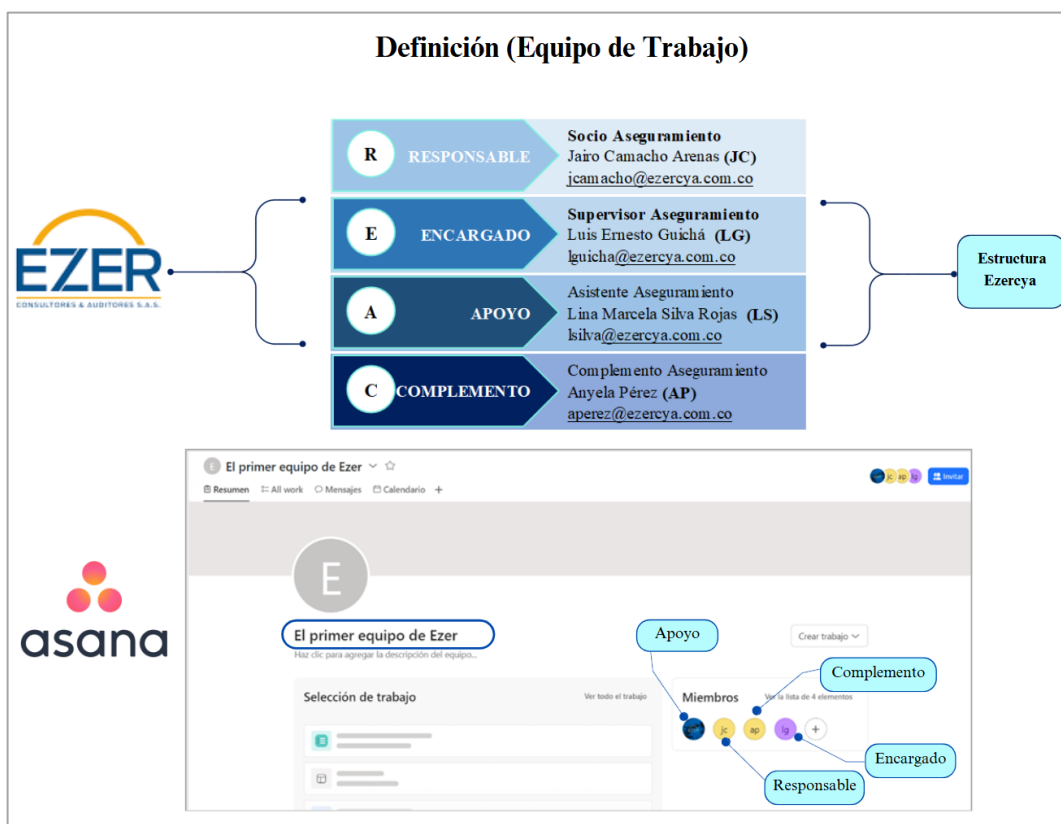 Definición (Equipo de Trabajo)
R
RESPONSABLE
Socio Aseguramiento
Jairo Camacho Arenas (JC)
jcamacho@ezercya.com.co
E
ENCARGADO
Supervisor Aseguramiento
Luis Ernesto Guichá (LG)
lguicha@ezercya.com.co
A
APOYO
Asistente Aseguramiento
Lina Marcela Silva Rojas (LS)
lsilva@ezercya.com.co
C
COMPLEMENTO
Complemento Aseguramiento
Anyela Pérez (AP)
aperez@ezercya.com.co
EZER
CONSULTORES & AUDITORES S.A.S.
Estructura
Ezercya
asana
E El primer equipo de Ezer
Resumen All work Mensajes Calendario +
jc ap lg Invitar
E
El primer equipo de Ezer
Haz clic para agregar la descripción del equipo...
Apoyo
Crear trabajo
Complemento
Selección de trabajo
Ver todo el trabajo
Miembros
Ver la lista de 4 elementos
jc ap lg +
Encargado
Responsable